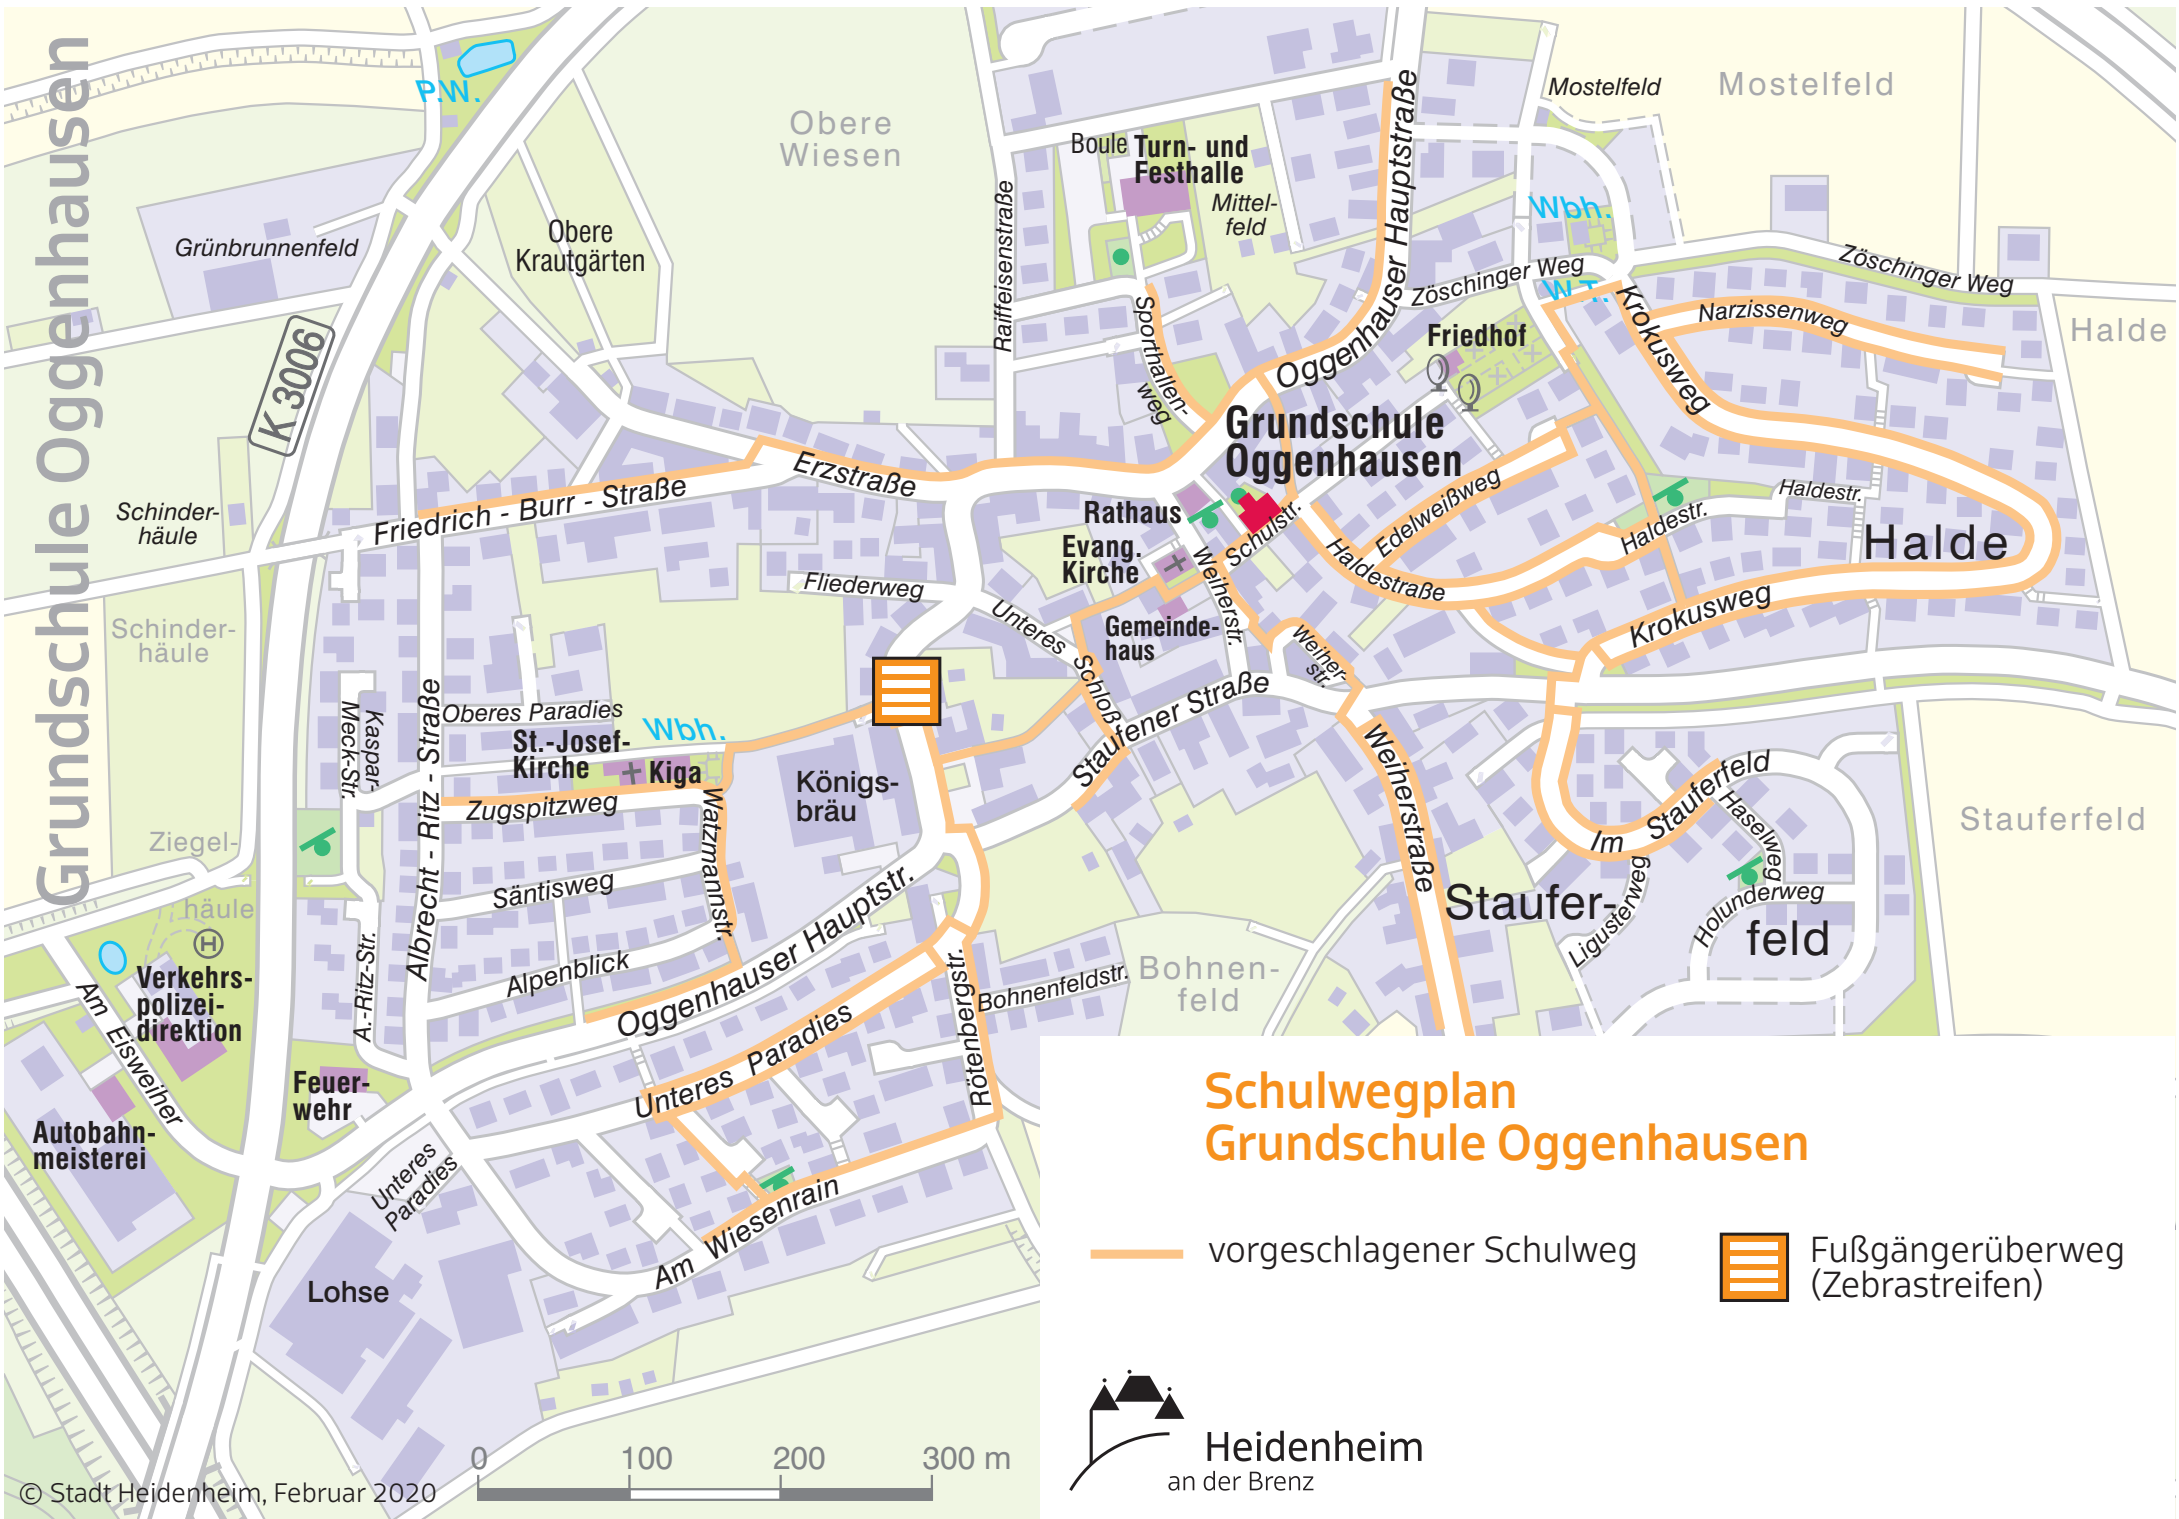 Grundschule Oggenhausen
P.W.
Obere
Wiesen
Boule
Turn- und
Festhalle
Mittel-
feld
Mostelfeld
Mostelfeld
Oggenhauser Hauptstraße
Raiffeisenstraße
Grünbrunnenfeld
Obere
Krautgärten
Wbh.
Zöschinger Weg
W.T.
Zöschinger Weg
K 3006
Sporthallen-
weg
Friedhof
Krokusweg
Narzissenweg
Halde
Grundschule
Oggenhausen
Erzstraße
Friedrich - Burr - Straße
Schinder-
häule
Rathaus
Schulstr.
Edelweißweg
Haldestr.
Haldestr.
Halde
Evang.
Kirche
Haldestraße
Fliederweg
Unteres
Schloß
Weiherstr.
Gemeinde-
haus
Weiher-
str.
Krokusweg
Schinder-
häule
Staufener Straße
Oberes Paradies
Wbh.
Kaspar-
Meck-Str.
St.-Josef-
Kirche
Kiga
Zugspitzweg
Watzmannstr.
Königs-
bräu
Albrecht - Ritz - Straße
Weiherstraße
Im Stauferfeld
Haselweg
Stauferfeld
Ziegel-
häule
Säntisweg
Oggenhauser Hauptstr.
Ligusterweg
Holunderweg
Staufer-
feld
H
A.-Ritz-Str.
Alpenblick
Bohnenfeldstr.
Bohnen-
feld
Verkehrs-
polizei-
direktion
Am Eisweiher
Rötenbergstr.
Unteres Paradies
Feuer-
wehr
Autobahn-
meisterei
Unteres
Paradies
Am Wiesenrain
Lohse
Schulwegplan
Grundschule Oggenhausen
vorgeschlagener Schulweg
Fußgängerüberweg
(Zebrastreifen)
Heidenheim
an der Brenz
0 100 200 300 m
© Stadt Heidenheim, Februar 2020